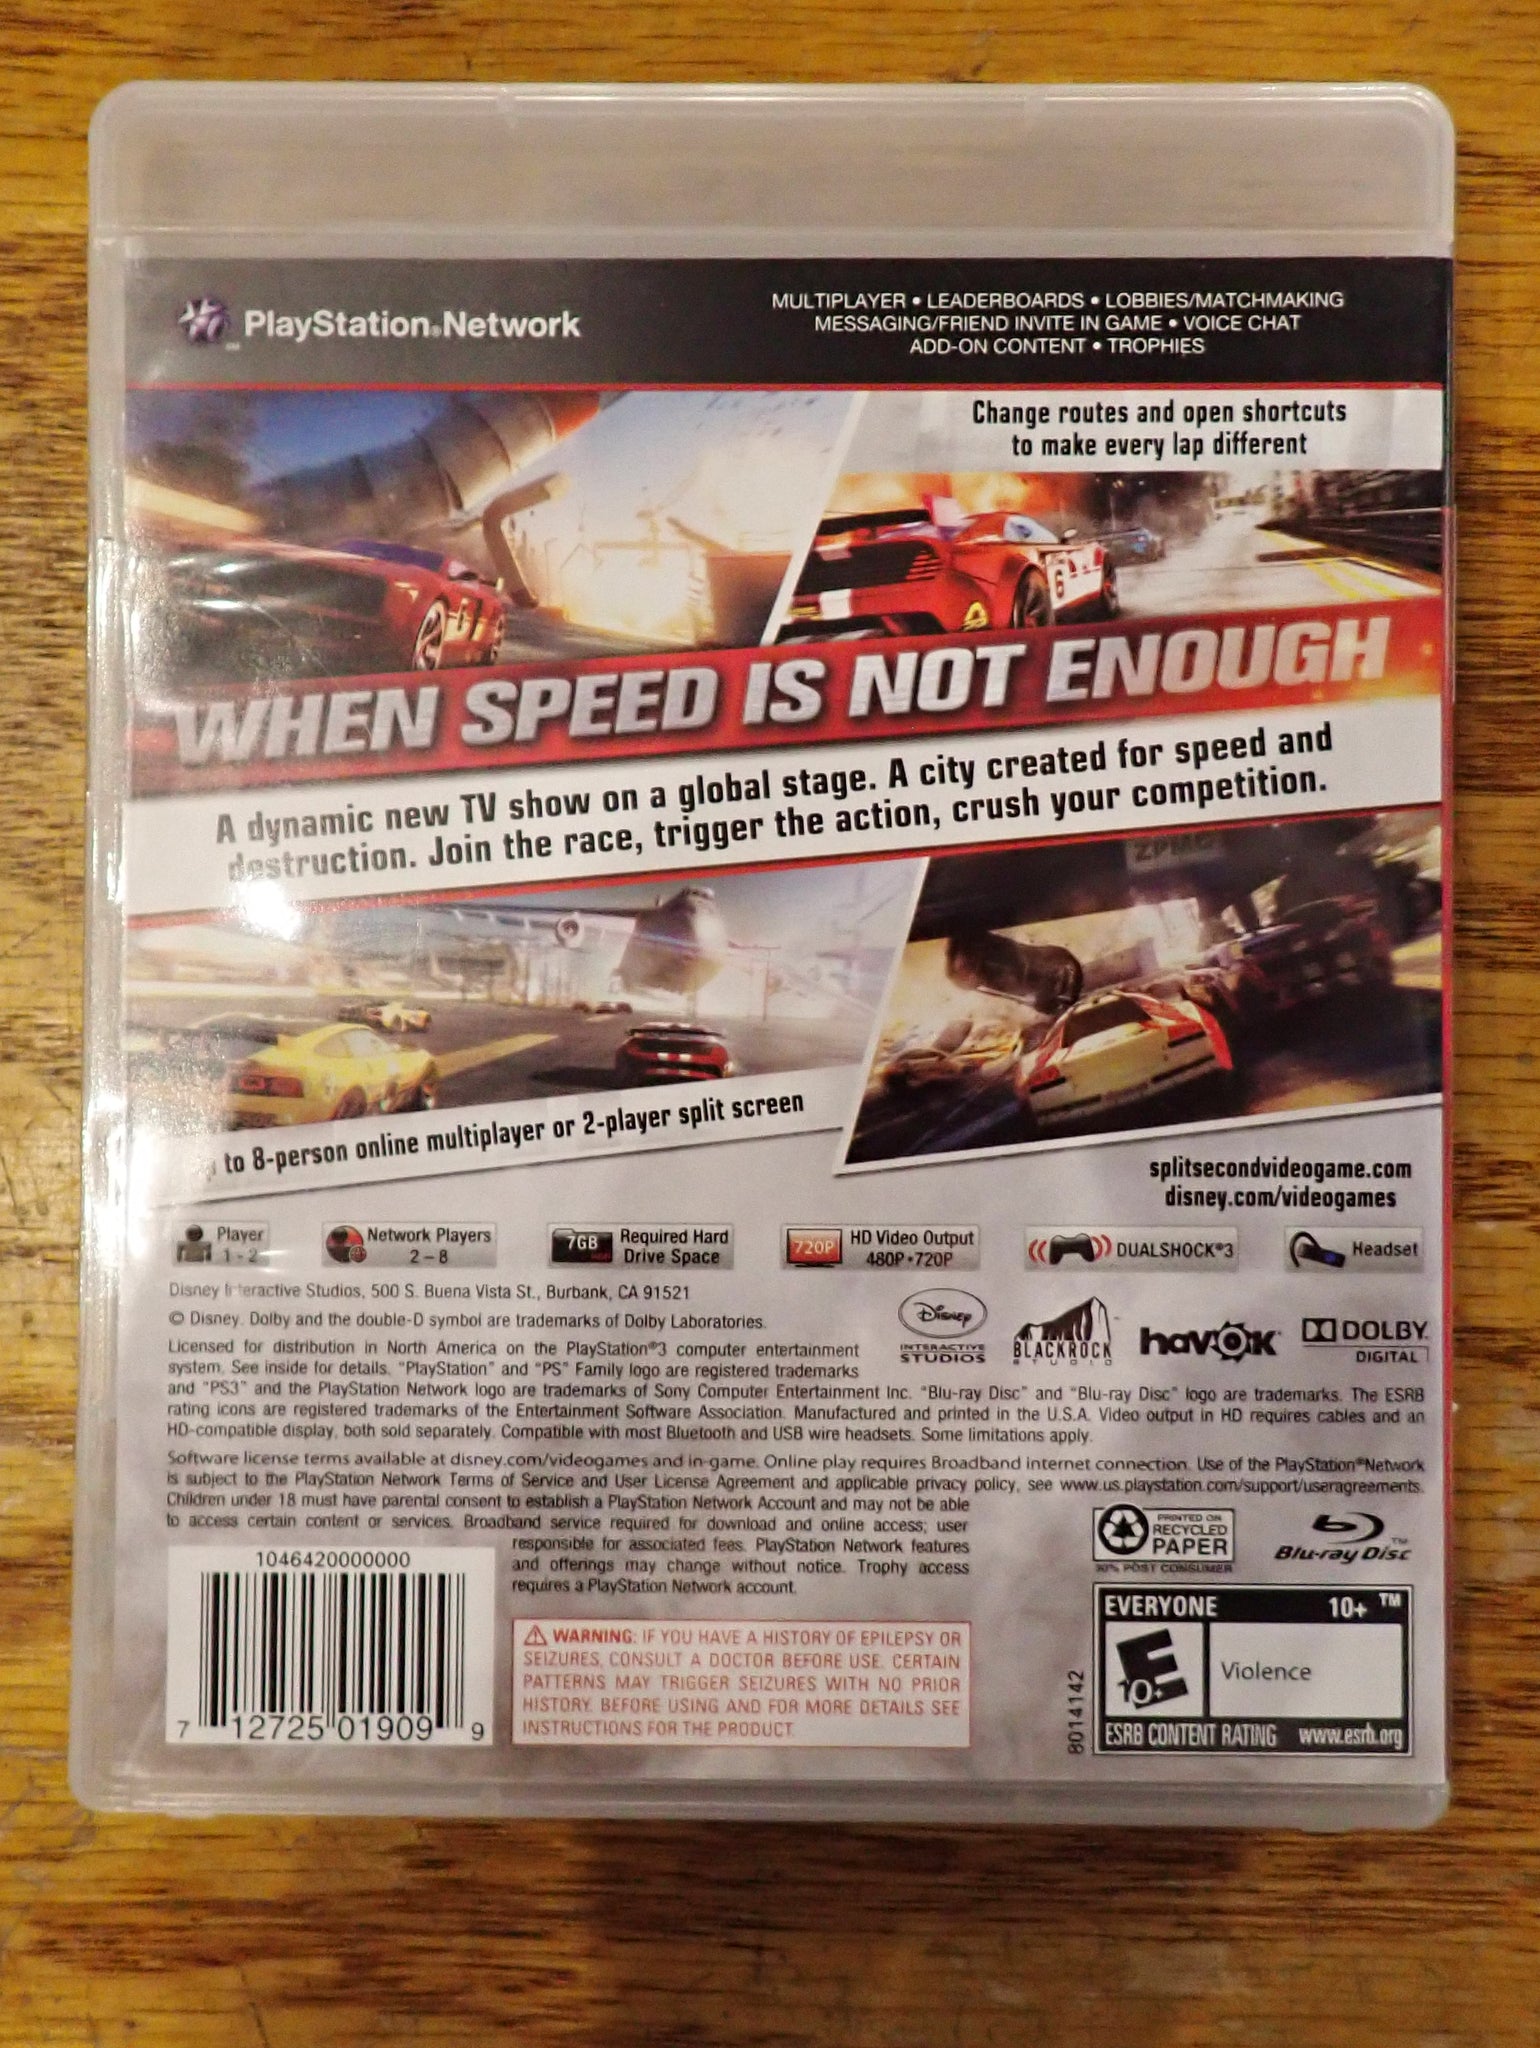 PlayStation®Network
MULTIPLAYER • LEADERBOARDS • LOBBIES/MATCHMAKING
MESSAGING/FRIEND INVITE IN GAME • VOICE CHAT
ADD-ON CONTENT • TROPHIES
Change routes and open shortcuts
to make every lap different
6
WHEN SPEED IS NOT ENOUGH
A dynamic new TV show on a global stage. A city created for speed and
destruction. Join the race, trigger the action, crush your competition.
ZPMC
to 8-person online multiplayer or 2-player split screen
splitsecondvideogame.com
disney.com/videogames
Player
1 - 2
Network Players
2 – 8
7GB
Required Hard
Drive Space
720P
HD Video Output
480P • 720P
DUALSHOCK®3
Headset
Disney Interactive Studios, 500 S. Buena Vista St., Burbank, CA 91521
© Disney. Dolby and the double-D symbol are trademarks of Dolby Laboratories.
Disney
INTERACTIVE
STUDIOS
BLACKROCK
STUDIO
havok
DOLBY
DIGITAL
Licensed for distribution in North America on the PlayStation®3 computer entertainment
system. See inside for details. "PlayStation" and "PS" Family logo are registered trademarks
and "PS3" and the PlayStation Network logo are trademarks of Sony Computer Entertainment Inc. "Blu-ray Disc" and "Blu-ray Disc" logo are trademarks. The ESRB
rating icons are registered trademarks of the Entertainment Software Association. Manufactured and printed in the U.S.A. Video output in HD requires cables and an
HD-compatible display, both sold separately. Compatible with most Bluetooth and USB wire headsets. Some limitations apply.
Software license terms available at disney.com/videogames and in-game. Online play requires Broadband internet connection. Use of the PlayStation®Network
is subject to the PlayStation Network Terms of Service and User License Agreement and applicable privacy policy, see www.us.playstation.com/support/useragreements.
Children under 18 must have parental consent to establish a PlayStation Network Account and may not be able
to access certain content or services. Broadband service required for download and online access; user
responsible for associated fees. PlayStation Network features
and offerings may change without notice. Trophy access
requires a PlayStation Network account.
PRINTED ON
RECYCLED
PAPER
30% POST CONSUMER
Blu-ray Disc™
1046420000000
7 12725 01909 9
⚠ WARNING: IF YOU HAVE A HISTORY OF EPILEPSY OR
SEIZURES, CONSULT A DOCTOR BEFORE USE. CERTAIN
PATTERNS MAY TRIGGER SEIZURES WITH NO PRIOR
HISTORY. BEFORE USING AND FOR MORE DETAILS SEE
INSTRUCTIONS FOR THE PRODUCT.
8014142
EVERYONE 10+ ™
E
10+
Violence
ESRB CONTENT RATING www.esrb.org